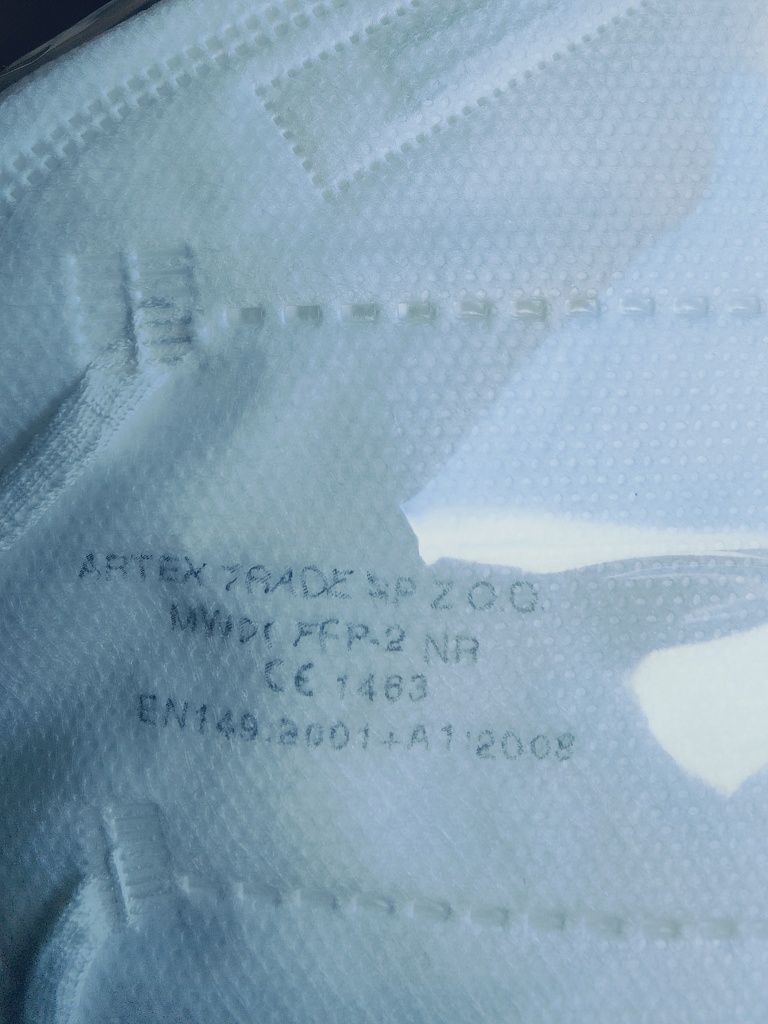 ARTEX TRADE SP Z O.O.
FFP-2 NR
CE 1463
EN149:2001+A1:2009